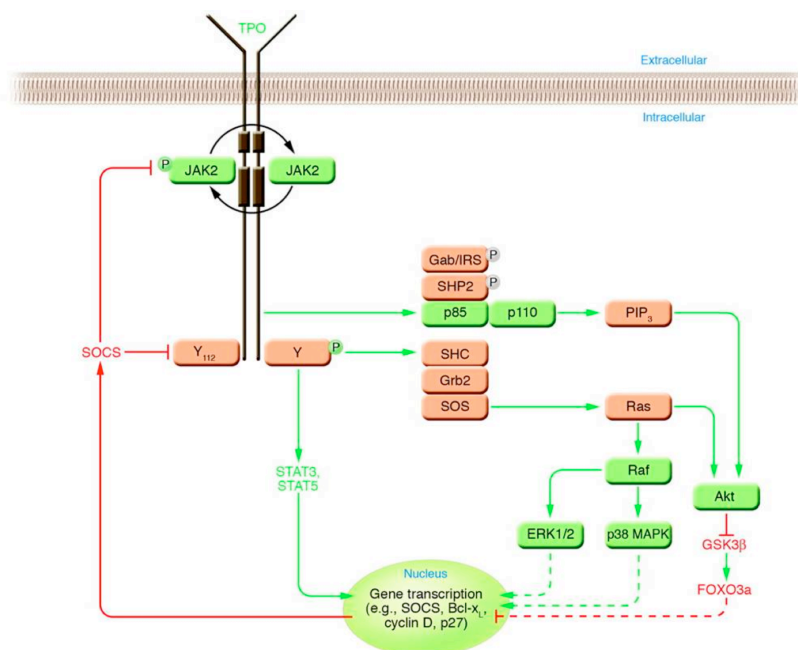 TPO
Extracellular
Intracellular
P
JAK2
JAK2
Gab/IRS
P
SHP2
P
p85
p110
PIP3
SOCS
Y112
Y
P
SHC
Grb2
SOS
Ras
STAT3,
STAT5
Raf
Akt
ERK1/2
p38 MAPK
GSK3β
FOXO3a
Nucleus
Gene transcription
(e.g., SOCS, Bcl-xL,
cyclin D, p27)